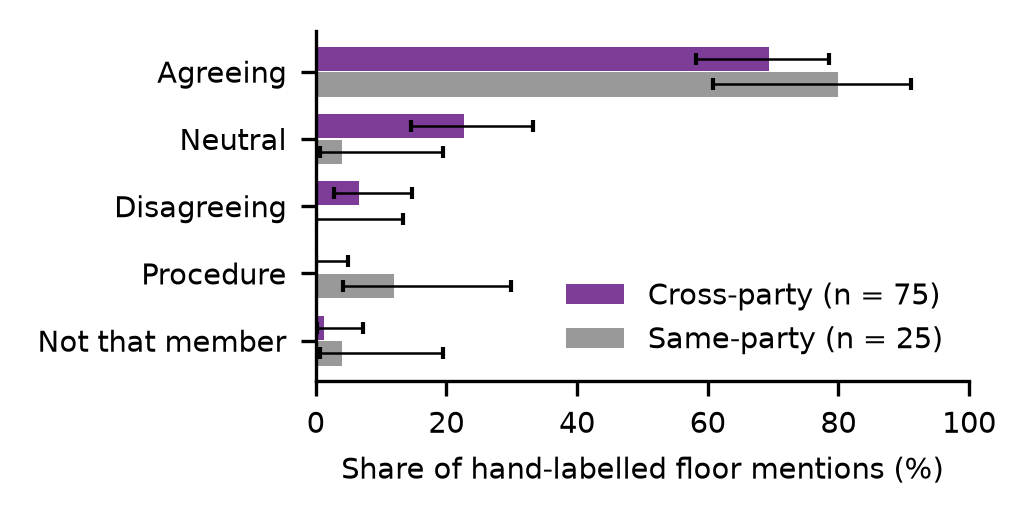 Agreeing
Neutral
Disagreeing
Procedure
Not that member
Cross-party (n = 75)
Same-party (n = 25)
0 20 40 60 80 100
Share of hand-labelled floor mentions (%)